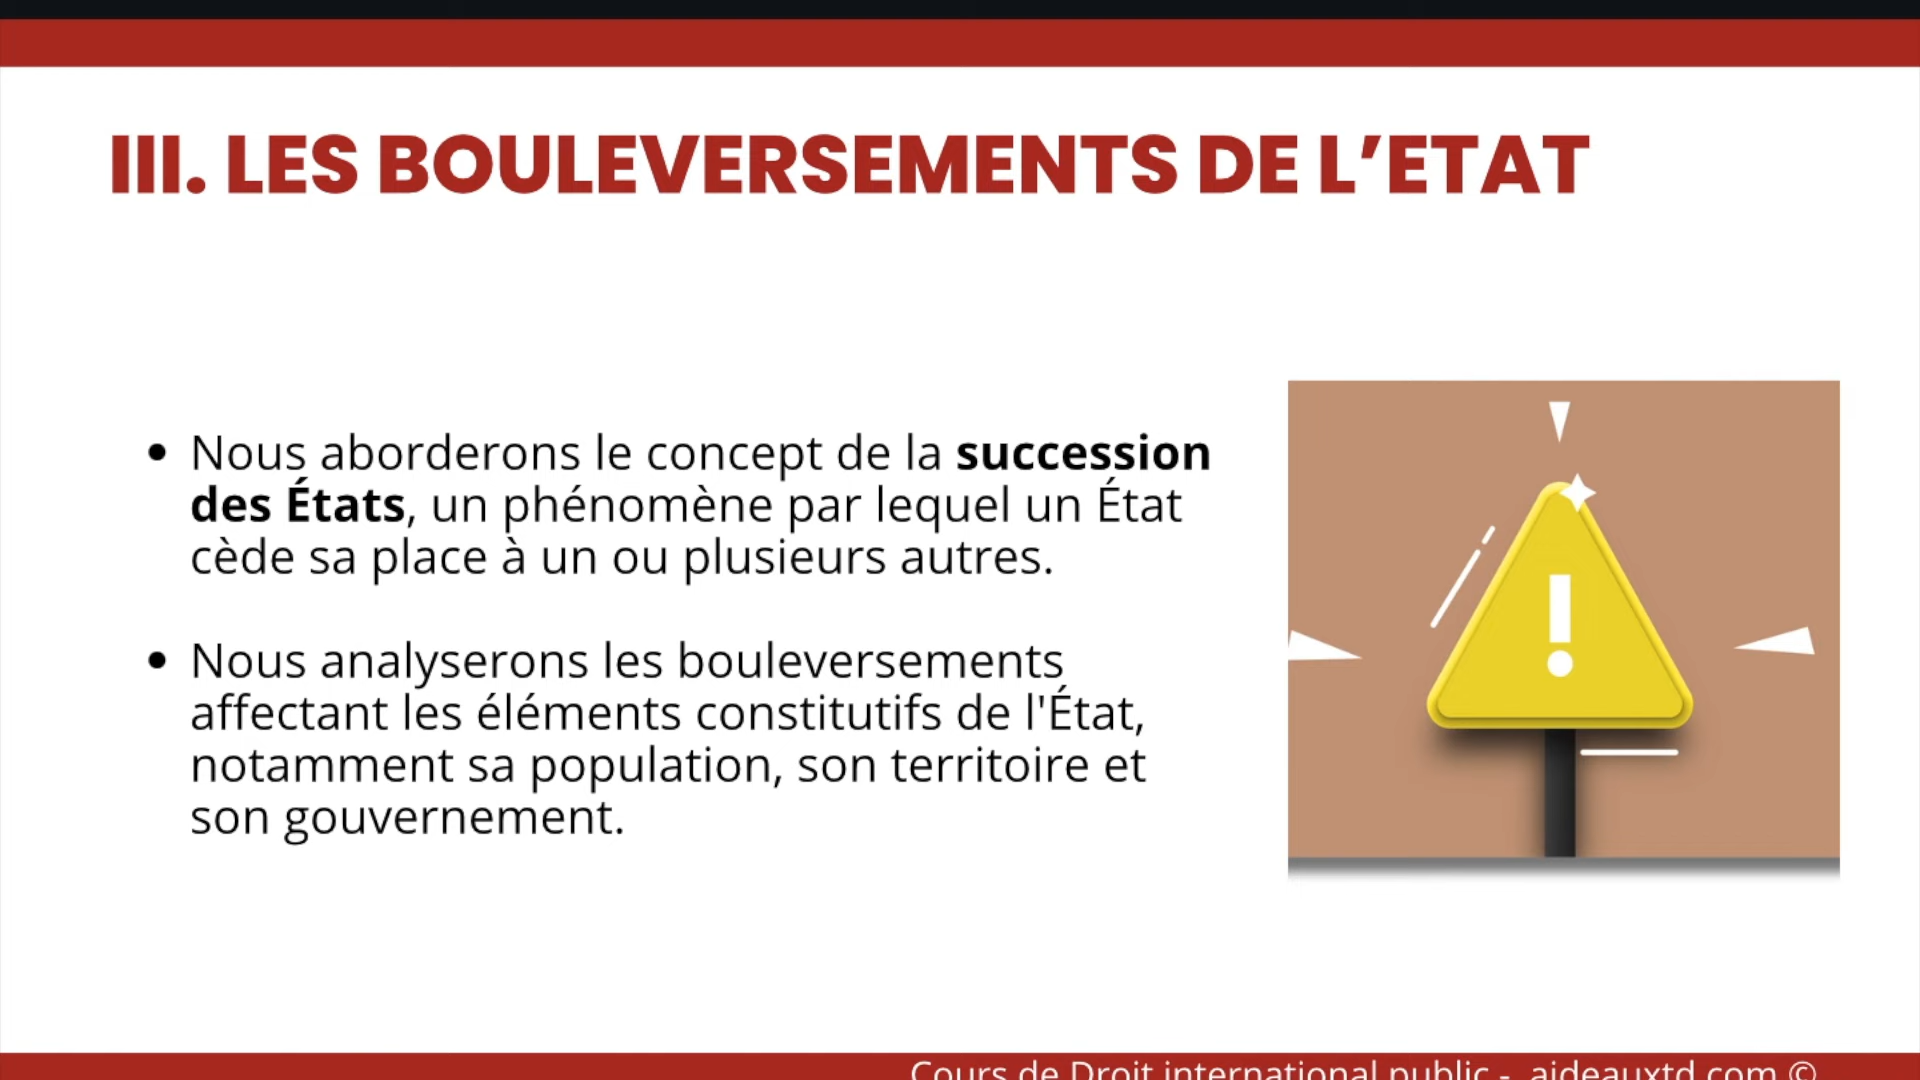 III. LES BOULEVERSEMENTS DE L’ETAT
• Nous aborderons le concept de la succession
des États, un phénomène par lequel un État
cède sa place à un ou plusieurs autres.
• Nous analyserons les bouleversements
affectant les éléments constitutifs de l'État,
notamment sa population, son territoire et
son gouvernement.
!
Cours de Droit international public - aideauxtd.com ©